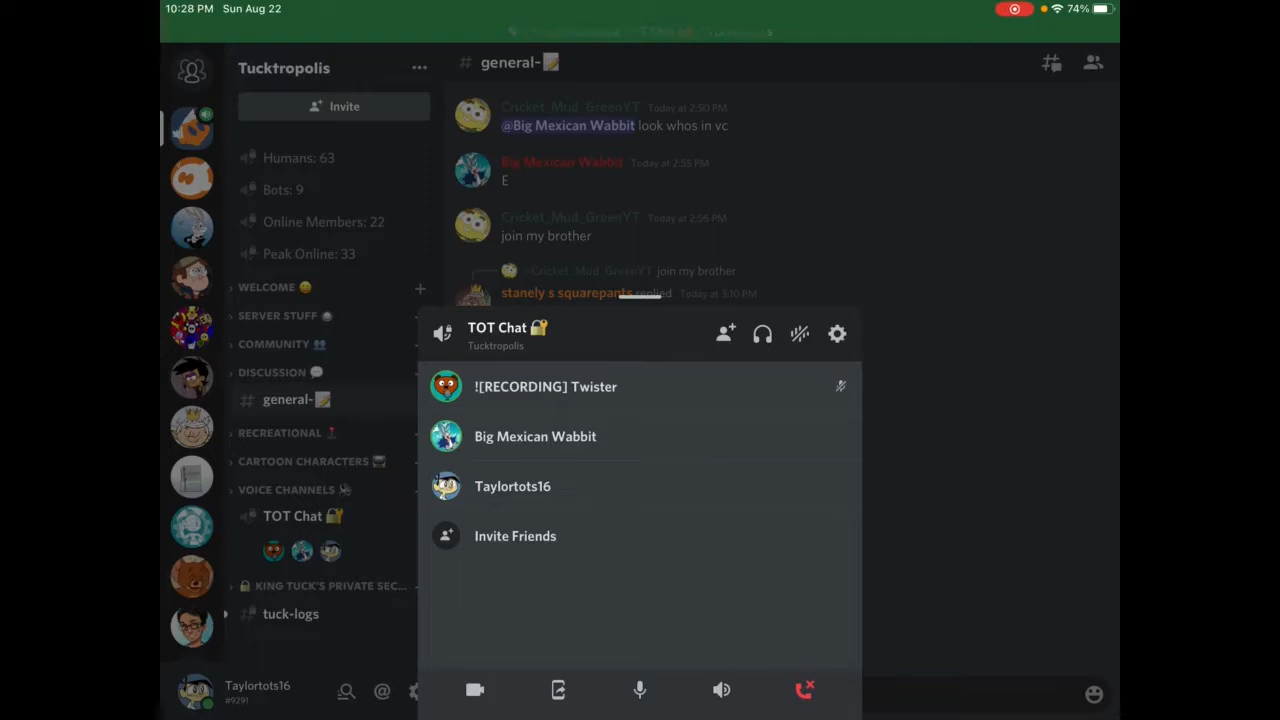 10:28 PM Sun Aug 22
74%
Tucktropolis
Invite
Humans: 63
Bots: 9
Online Members: 22
Peak Online: 33
WELCOME 😀
SERVER STUFF
COMMUNITY 👥
DISCUSSION 💬
# general-📝
RECREATIONAL 🕹️
CARTOON CHARACTERS 📺
VOICE CHANNELS
TOT Chat 🔐
🔒 KING TUCK'S PRIVATE SEC...
# tuck-logs
Taylortots16
#9291
# general-📝
Cricket_Mud_GreenYT Today at 2:50 PM
@Big Mexican Wabbit look whos in vc
Big Mexican Wabbit Today at 2:55 PM
E
Cricket_Mud_GreenYT Today at 2:56 PM
join my brother
Cricket_Mud_GreenYT join my brother
stanely s squarepants replied Today at 3:10 PM
TOT Chat 🔐
Tucktropolis
![RECORDING] Twister
Big Mexican Wabbit
Taylortots16
Invite Friends